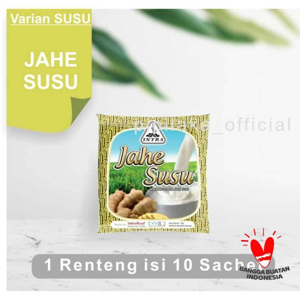 Varian SUSU
JAHE
SUSU
_official
INTRA
Jahe
Susu
1 Renteng isi 10 Sachet
BANGGA BUATAN
INDONESIA